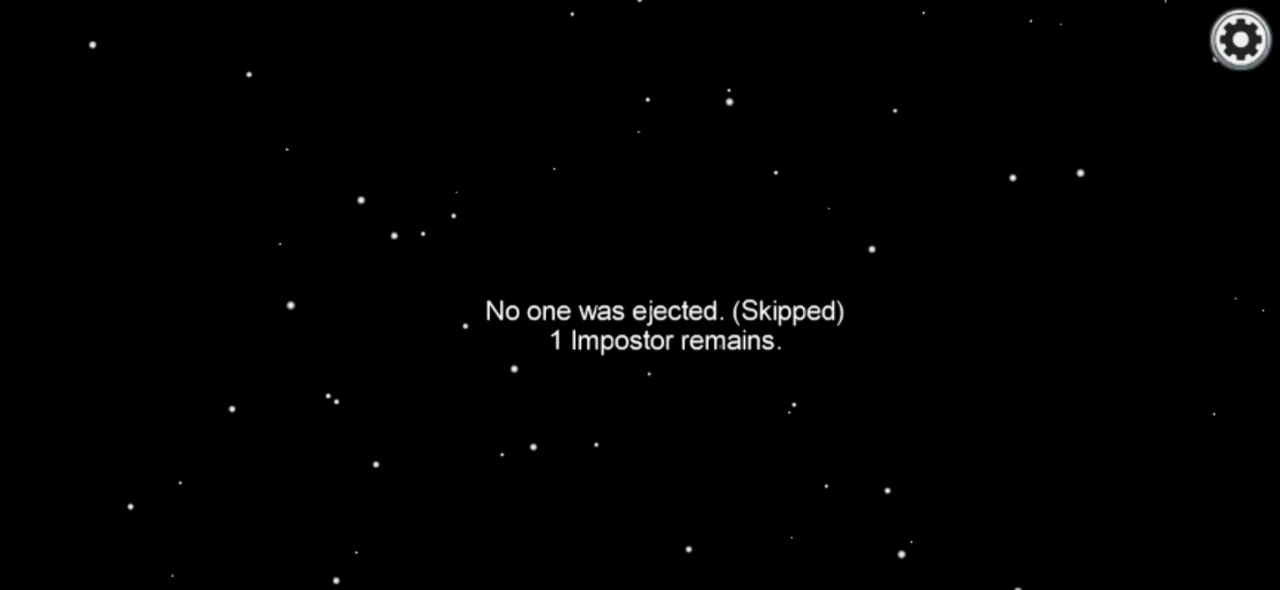 No one was ejected. (Skipped)
1 Impostor remains.